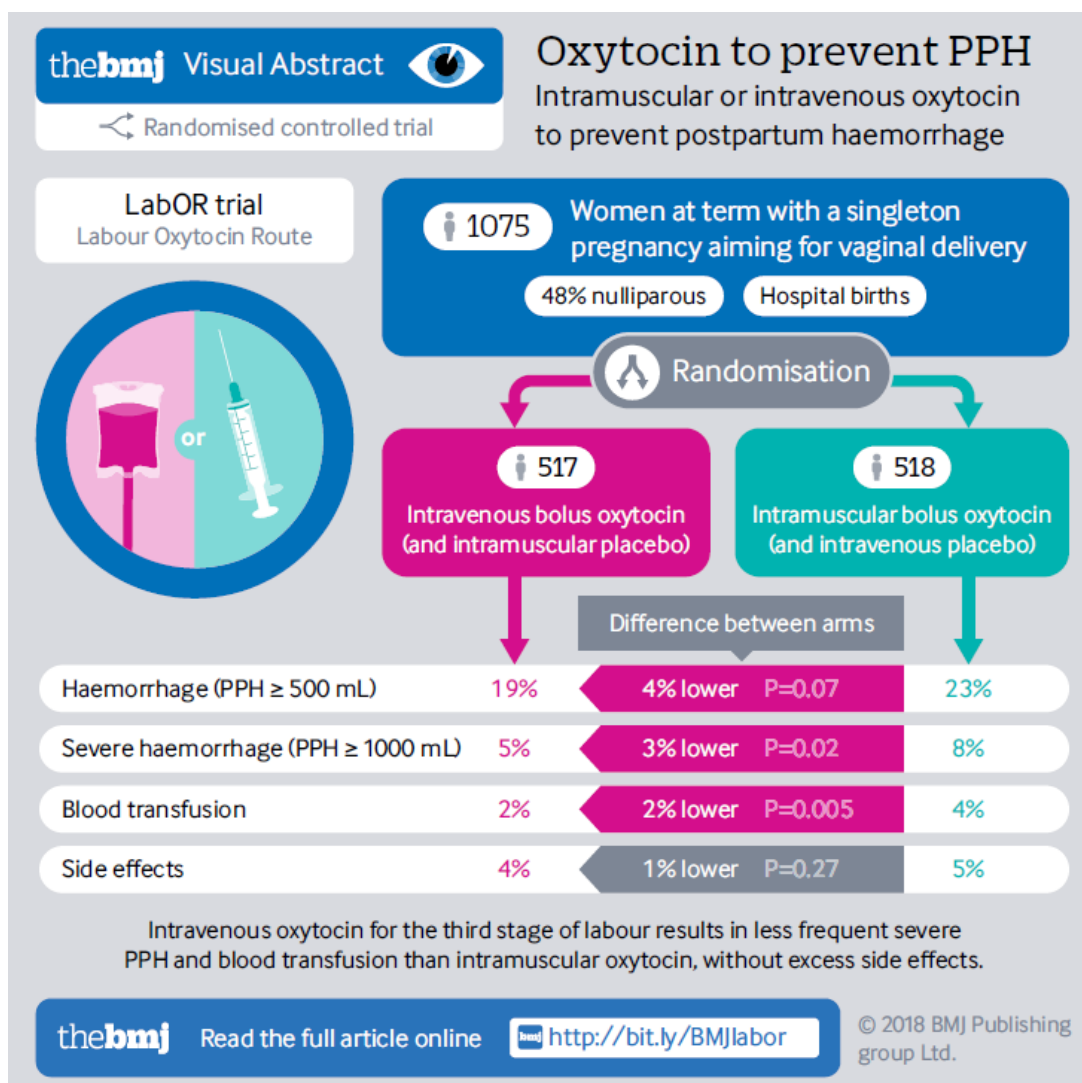 thebmj Visual Abstract
Randomised controlled trial
Oxytocin to prevent PPH
Intramuscular or intravenous oxytocin
to prevent postpartum haemorrhage
LabOR trial
Labour Oxytocin Route
1075
Women at term with a singleton
pregnancy aiming for vaginal delivery
48% nulliparous
Hospital births
Randomisation
or
517
Intravenous bolus oxytocin
(and intramuscular placebo)
518
Intramuscular bolus oxytocin
(and intravenous placebo)
Difference between arms
Haemorrhage (PPH ≥ 500 mL) 19% 4% lower P=0.07 23%
Severe haemorrhage (PPH ≥ 1000 mL) 5% 3% lower P=0.02 8%
Blood transfusion 2% 2% lower P=0.005 4%
Side effects 4% 1% lower P=0.27 5%
Intravenous oxytocin for the third stage of labour results in less frequent severe
PPH and blood transfusion than intramuscular oxytocin, without excess side effects.
thebmj Read the full article online bmj http://bit.ly/BMJlabor
© 2018 BMJ Publishing
group Ltd.